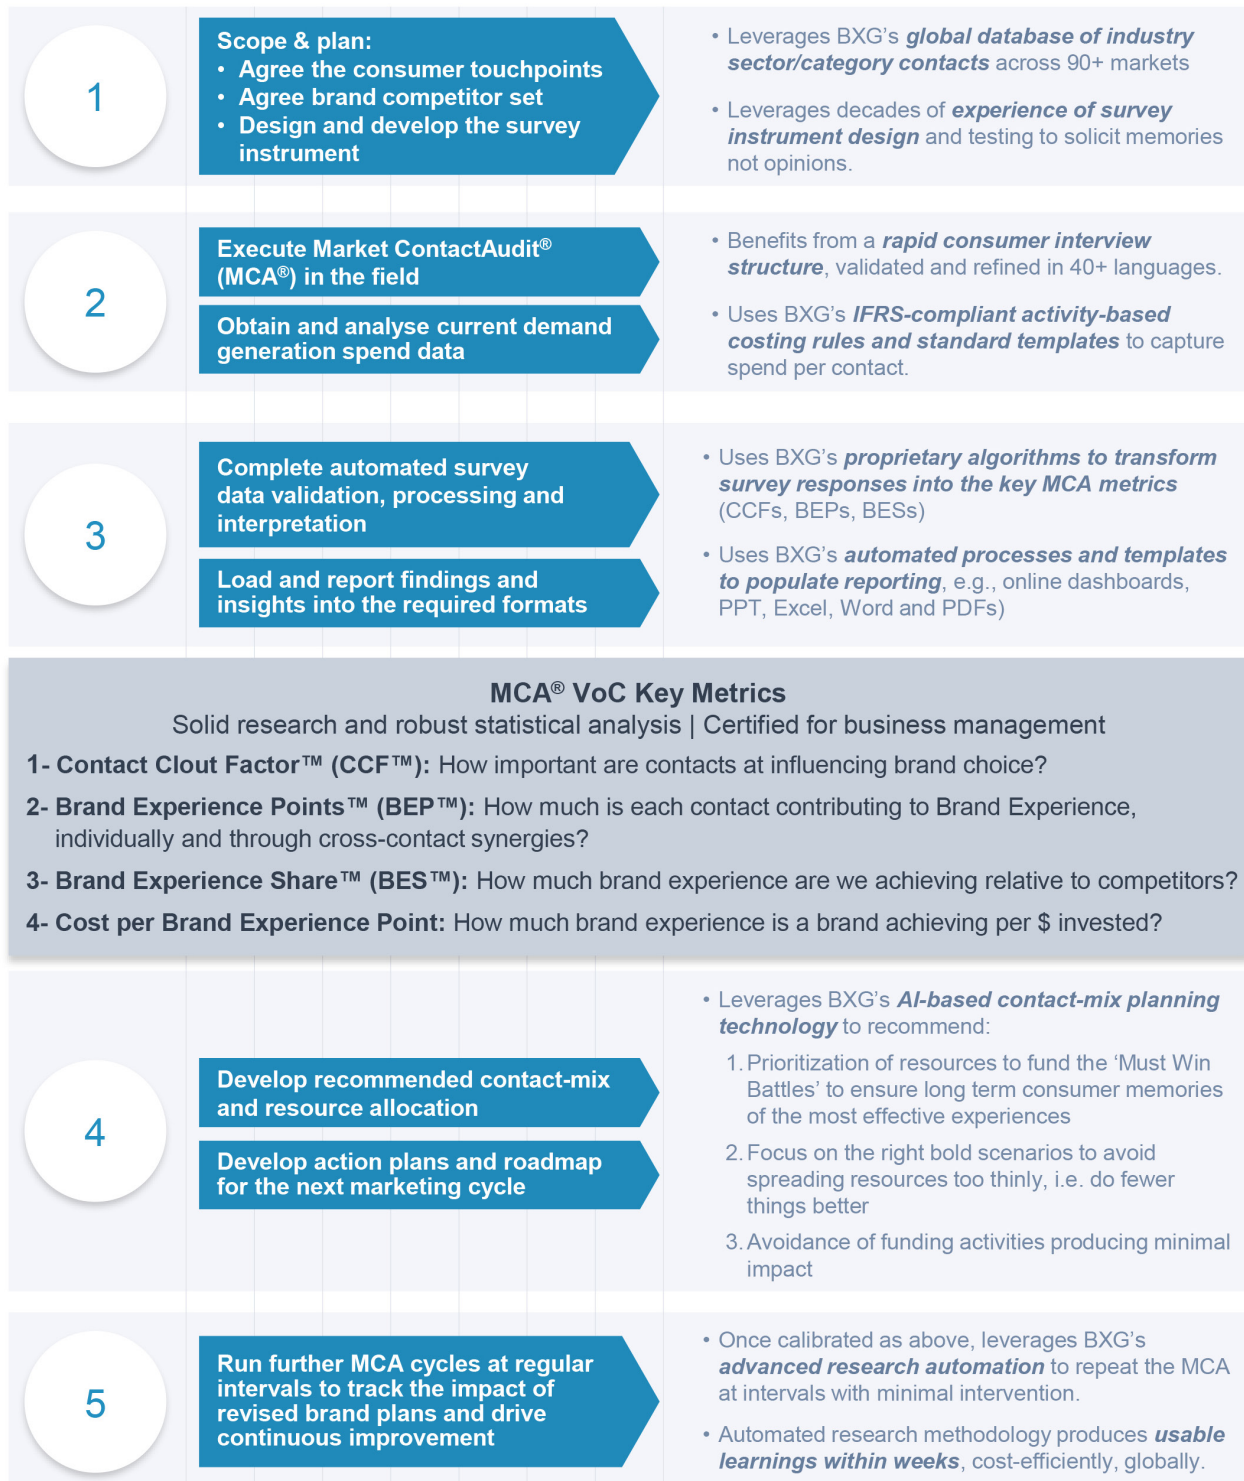 1
Scope & plan:
• Agree the consumer touchpoints
• Agree brand competitor set
• Design and develop the survey
instrument
• Leverages BXG’s global database of industry
sector/category contacts across 90+ markets
• Leverages decades of experience of survey
instrument design and testing to solicit memories
not opinions.
2
Execute Market ContactAudit®
(MCA®) in the field
Obtain and analyse current demand
generation spend data
• Benefits from a rapid consumer interview
structure, validated and refined in 40+ languages.
• Uses BXG’s IFRS-compliant activity-based
costing rules and standard templates to capture
spend per contact.
3
Complete automated survey
data validation, processing and
interpretation
Load and report findings and
insights into the required formats
• Uses BXG’s proprietary algorithms to transform
survey responses into the key MCA metrics
(CCFs, BEPs, BESs)
• Uses BXG’s automated processes and templates
to populate reporting, e.g., online dashboards,
PPT, Excel, Word and PDFs)
MCA® VoC Key Metrics
Solid research and robust statistical analysis | Certified for business management
1- Contact Clout Factor™ (CCF™): How important are contacts at influencing brand choice?
2- Brand Experience Points™ (BEP™): How much is each contact contributing to Brand Experience,
individually and through cross-contact synergies?
3- Brand Experience Share™ (BES™): How much brand experience are we achieving relative to competitors?
4- Cost per Brand Experience Point: How much brand experience is a brand achieving per $ invested?
4
Develop recommended contact-mix
and resource allocation
Develop action plans and roadmap
for the next marketing cycle
• Leverages BXG’s AI-based contact-mix planning
technology to recommend:
1. Prioritization of resources to fund the ‘Must Win
Battles’ to ensure long term consumer memories
of the most effective experiences
2. Focus on the right bold scenarios to avoid
spreading resources too thinly, i.e. do fewer
things better
3. Avoidance of funding activities producing minimal
impact
5
Run further MCA cycles at regular
intervals to track the impact of
revised brand plans and drive
continuous improvement
• Once calibrated as above, leverages BXG’s
advanced research automation to repeat the MCA
at intervals with minimal intervention.
• Automated research methodology produces usable
learnings within weeks, cost-efficiently, globally.